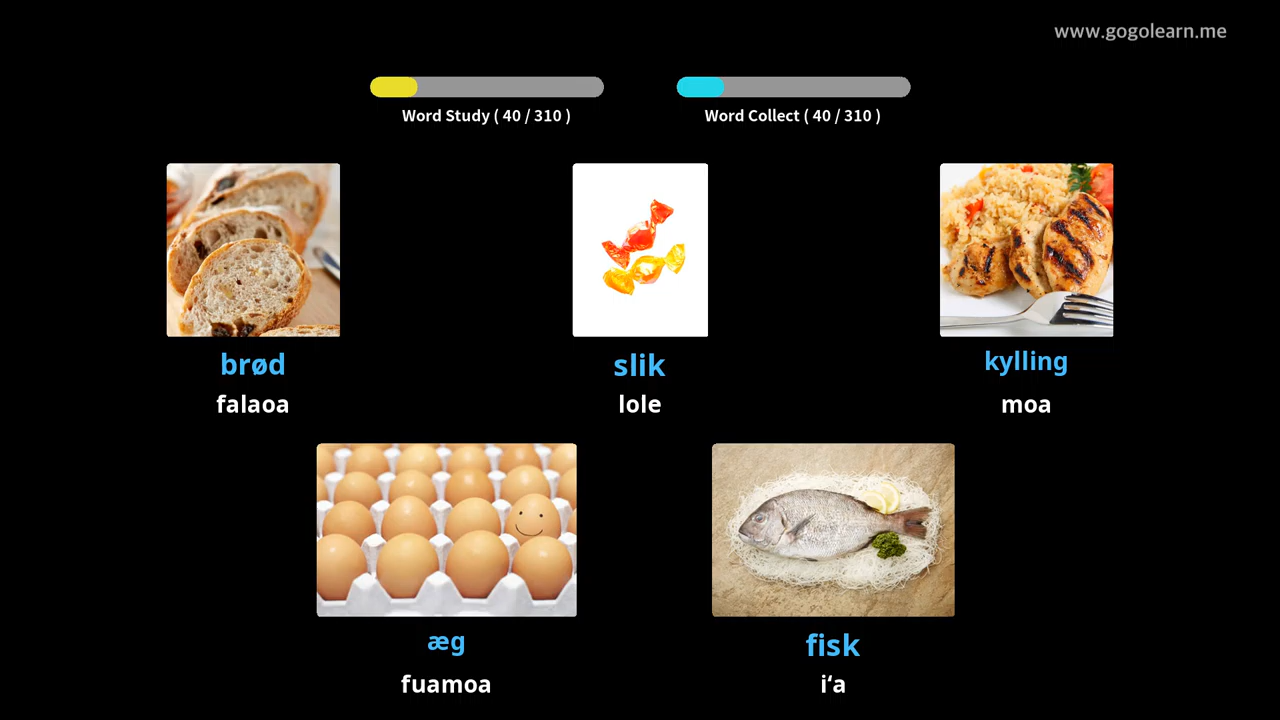 www.gogolearn.me
Word Study ( 40 / 310 )
Word Collect ( 40 / 310 )
brød
falaoa
slik
lole
kylling
moa
æg
fuamoa
fisk
i‘a